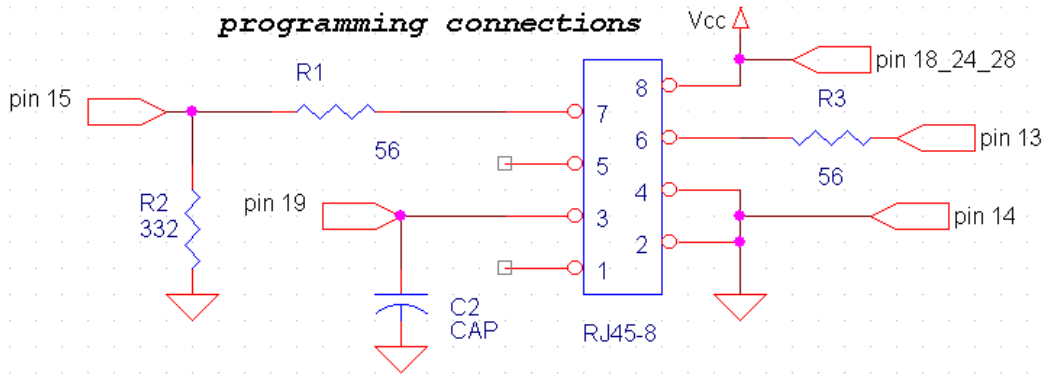 programming connections
Vcc
pin 18_24_28
R1
R3
pin 15
8
7
56
6
pin 13
56
5
R2
332
pin 19
4
3
pin 14
2
1
C2
CAP
RJ45-8